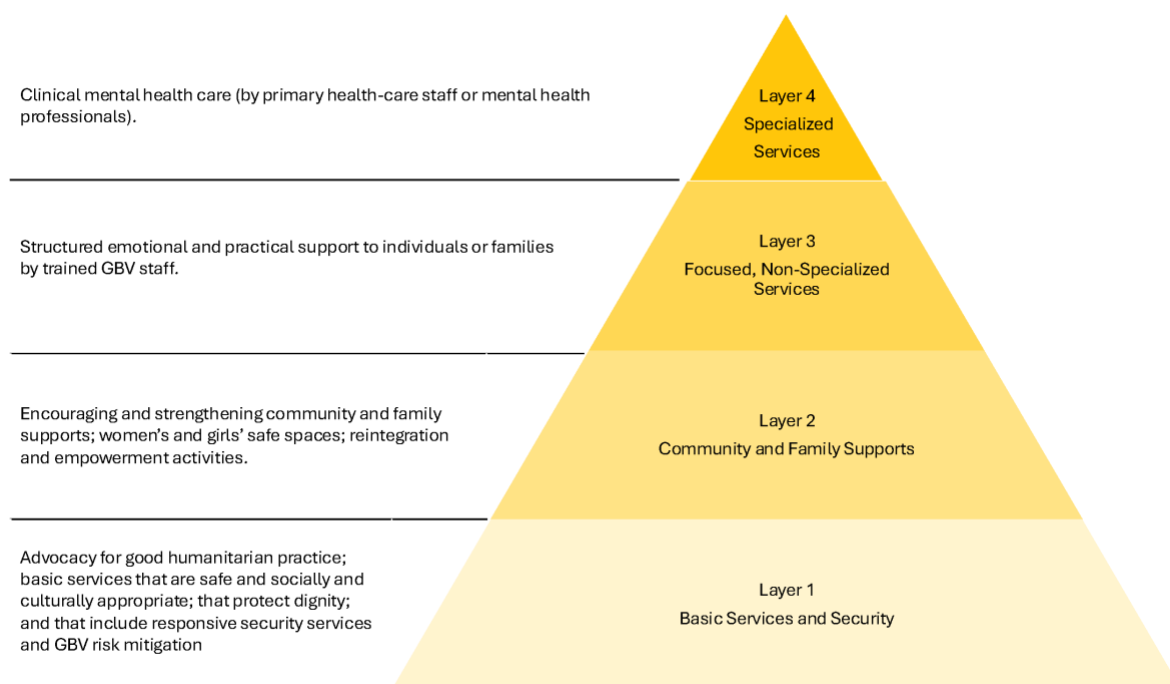 Clinical mental health care (by primary health-care staff or mental health
professionals).
Layer 4
Specialized
Services
Structured emotional and practical support to individuals or families
by trained GBV staff.
Layer 3
Focused, Non-Specialized
Services
Encouraging and strengthening community and family
supports; women’s and girls’ safe spaces; reintegration
and empowerment activities.
Layer 2
Community and Family Supports
Advocacy for good humanitarian practice;
basic services that are safe and socially and
culturally appropriate; that protect dignity;
and that include responsive security services
and GBV risk mitigation
Layer 1
Basic Services and Security